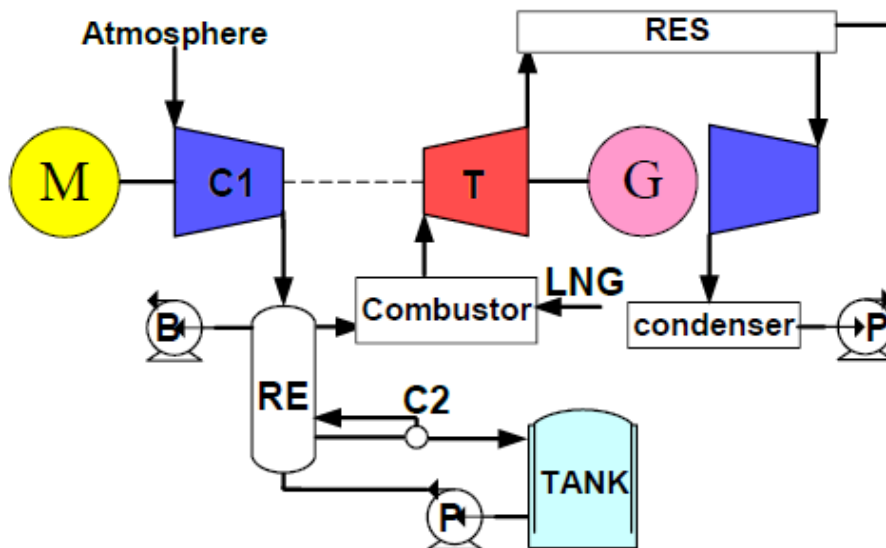 Atmosphere
RES
M
C1
T
G
LNG
Combustor
condenser
B
P
RE
C2
TANK
P